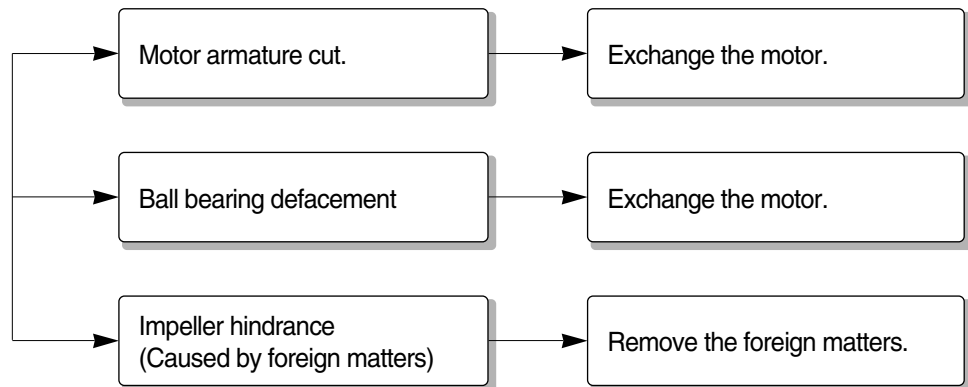 Motor armature cut.
Exchange the motor.
Ball bearing defacement
Exchange the motor.
Impeller hindrance
(Caused by foreign matters)
Remove the foreign matters.